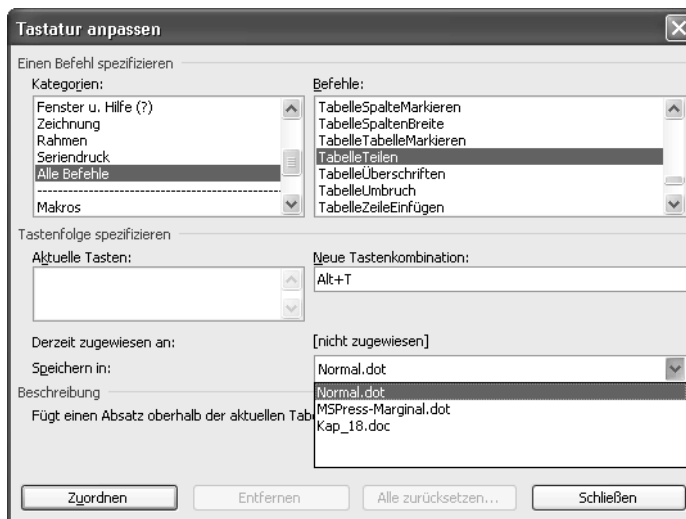 Tastatur anpassen
Einen Befehl spezifizieren
Kategorien:
Fenster u. Hilfe (?)
Zeichnung
Rahmen
Seriendruck
Alle Befehle
Makros
Befehle:
TabelleSpalteMarkieren
TabelleSpaltenBreite
TabelleTabelleMarkieren
TabelleTeilen
TabelleÜberschriften
TabelleUmbruch
TabelleZeileEinfügen
Tastenfolge spezifizieren
Aktuelle Tasten:
Neue Tastenkombination:
Alt+T
Derzeit zugewiesen an:
[nicht zugewiesen]
Speichern in:
Normal.dot
Normal.dot
MSPress-Marginal.dot
Kap_18.doc
Beschreibung
Fügt einen Absatz oberhalb der aktuellen Tab
Zuordnen
Entfernen
Alle zurücksetzen...
Schließen